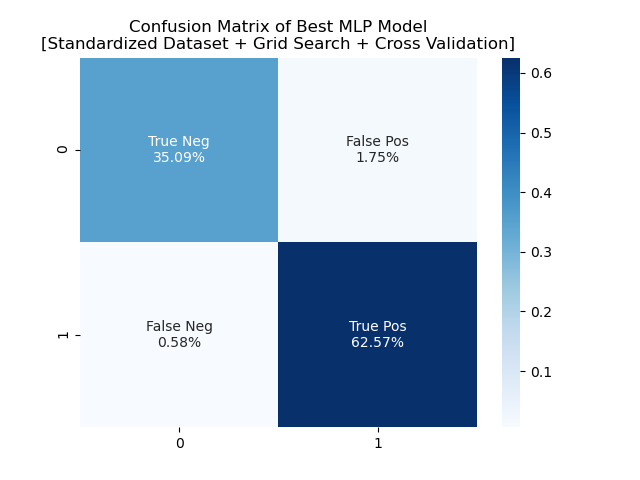 Confusion Matrix of Best MLP Model
[Standardized Dataset + Grid Search + Cross Validation]
0
True Neg
35.09%
False Pos
1.75%
1
False Neg
0.58%
True Pos
62.57%
0
1
0.6
0.5
0.4
0.3
0.2
0.1